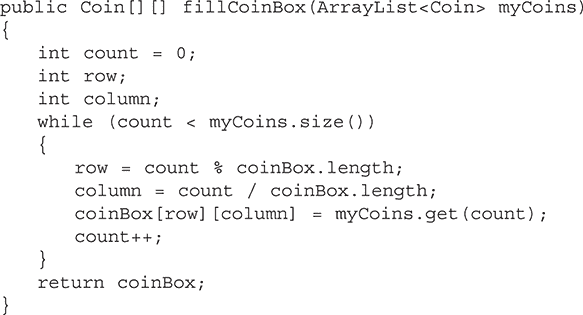 public Coin[][] fillCoinBox(ArrayList<Coin> myCoins)
{
    int count = 0;
    int row;
    int column;
    while (count < myCoins.size())
    {
        row = count % coinBox.length;
        column = count / coinBox.length;
        coinBox[row][column] = myCoins.get(count);
        count++;
    }
    return coinBox;
}